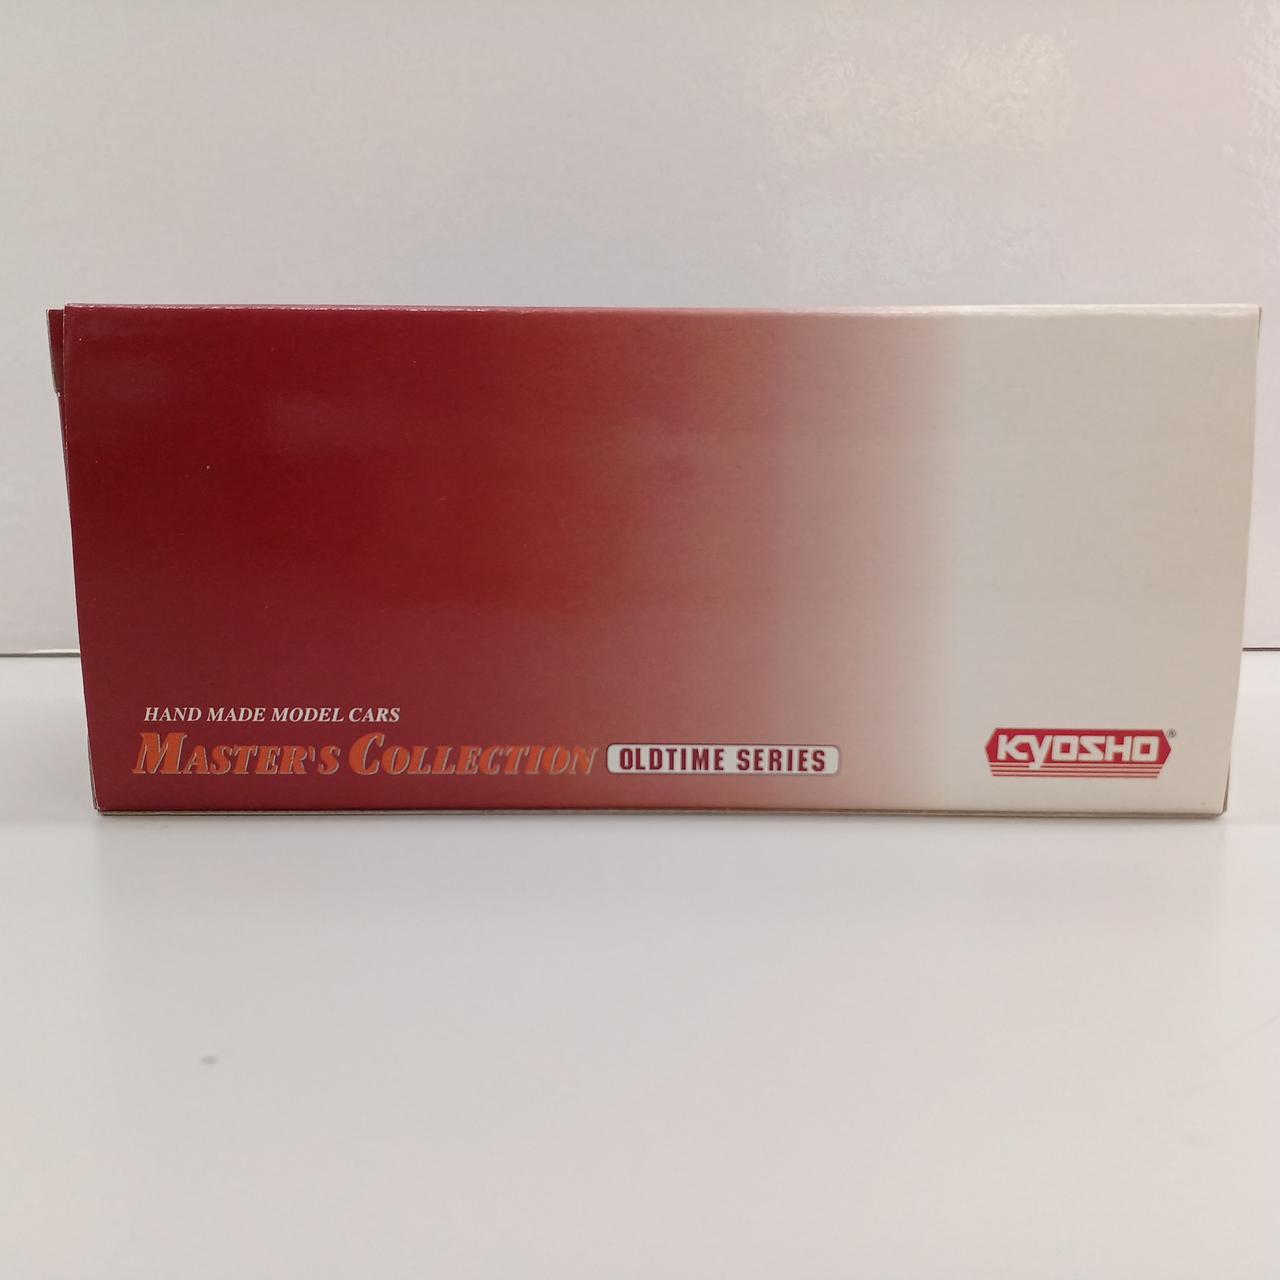 HAND MADE MODEL CARS
MASTER'S COLLECTION OLDTIME SERIES
KYOSHO®